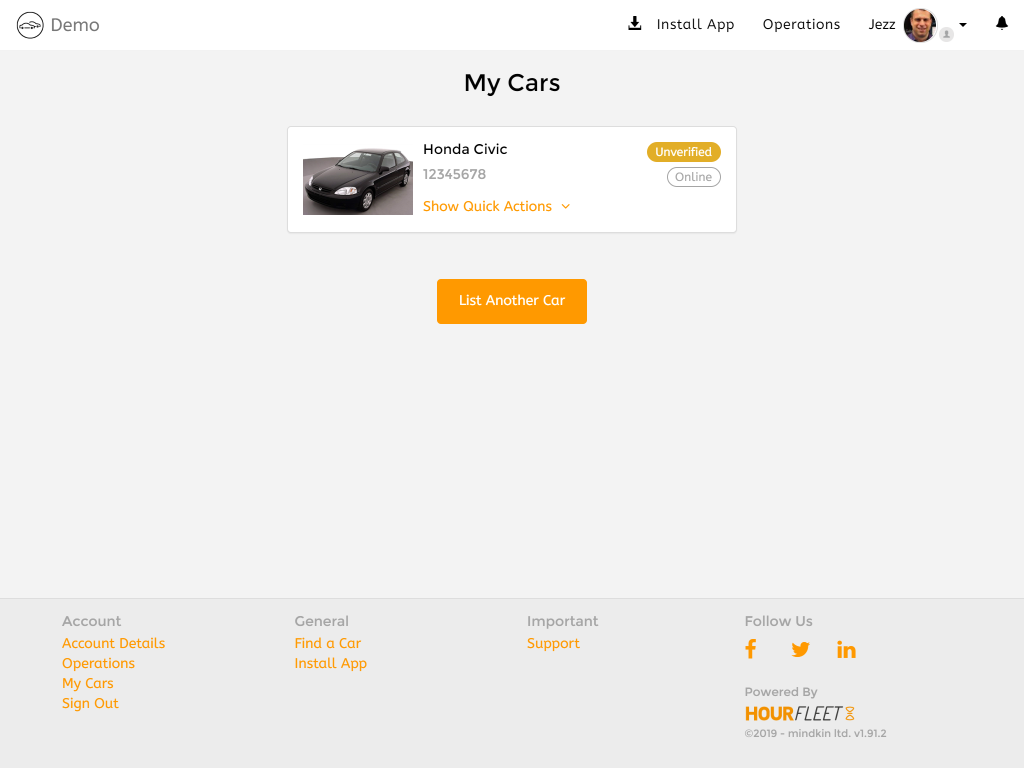 Demo
Install App
Operations
Jezz
My Cars
Honda Civic
Unverified
12345678
Online
Show Quick Actions
List Another Car
Account
Account Details
Operations
My Cars
Sign Out
General
Find a Car
Install App
Important
Support
Follow Us
Powered By
HOURFLEET
©2019 - mindkin ltd. v1.91.2